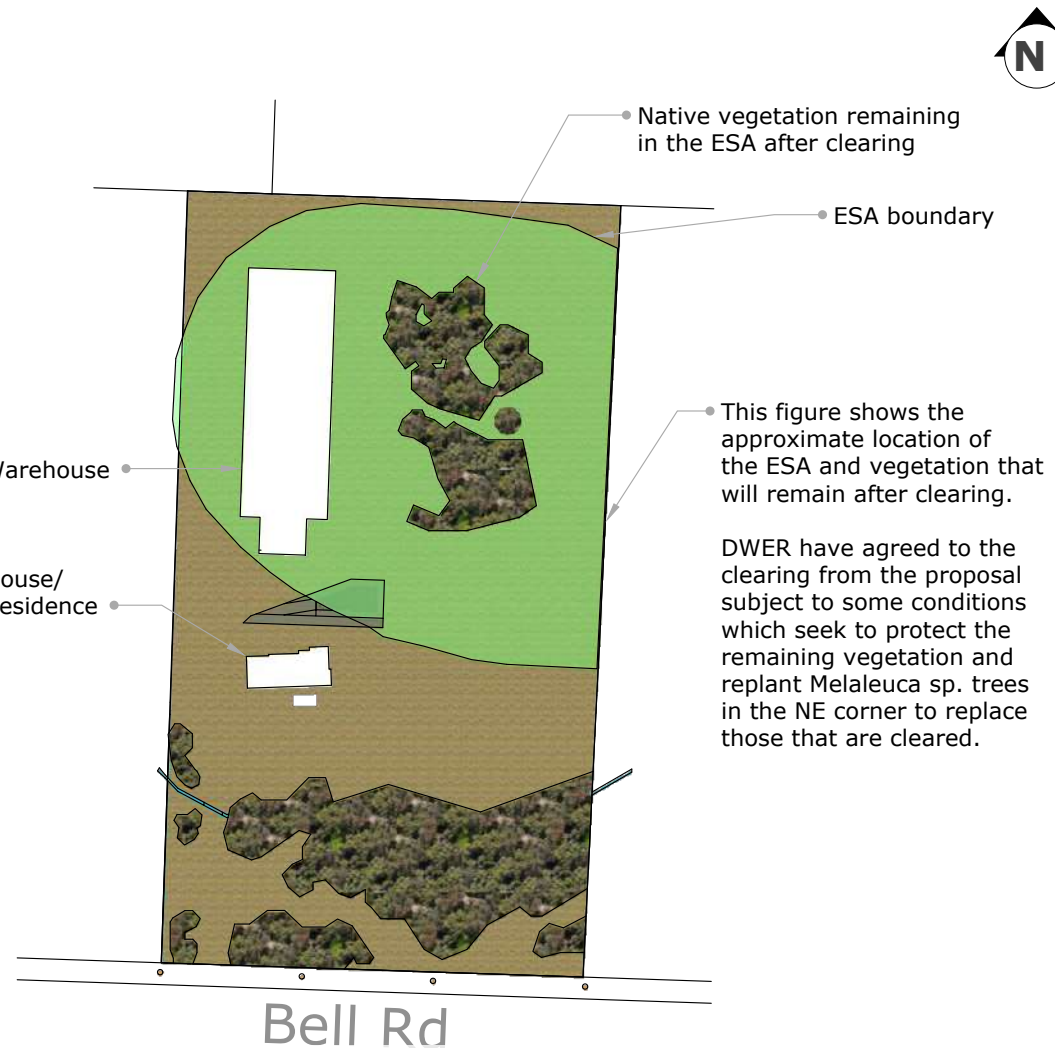 N
Native vegetation remaining
in the ESA after clearing
ESA boundary
This figure shows the
approximate location of
the ESA and vegetation that
will remain after clearing.
DWER have agreed to the
clearing from the proposal
subject to some conditions
which seek to protect the
remaining vegetation and
replant Melaleuca sp. trees
in the NE corner to replace
those that are cleared.
Warehouse
ouse/
esidence
Bell Rd